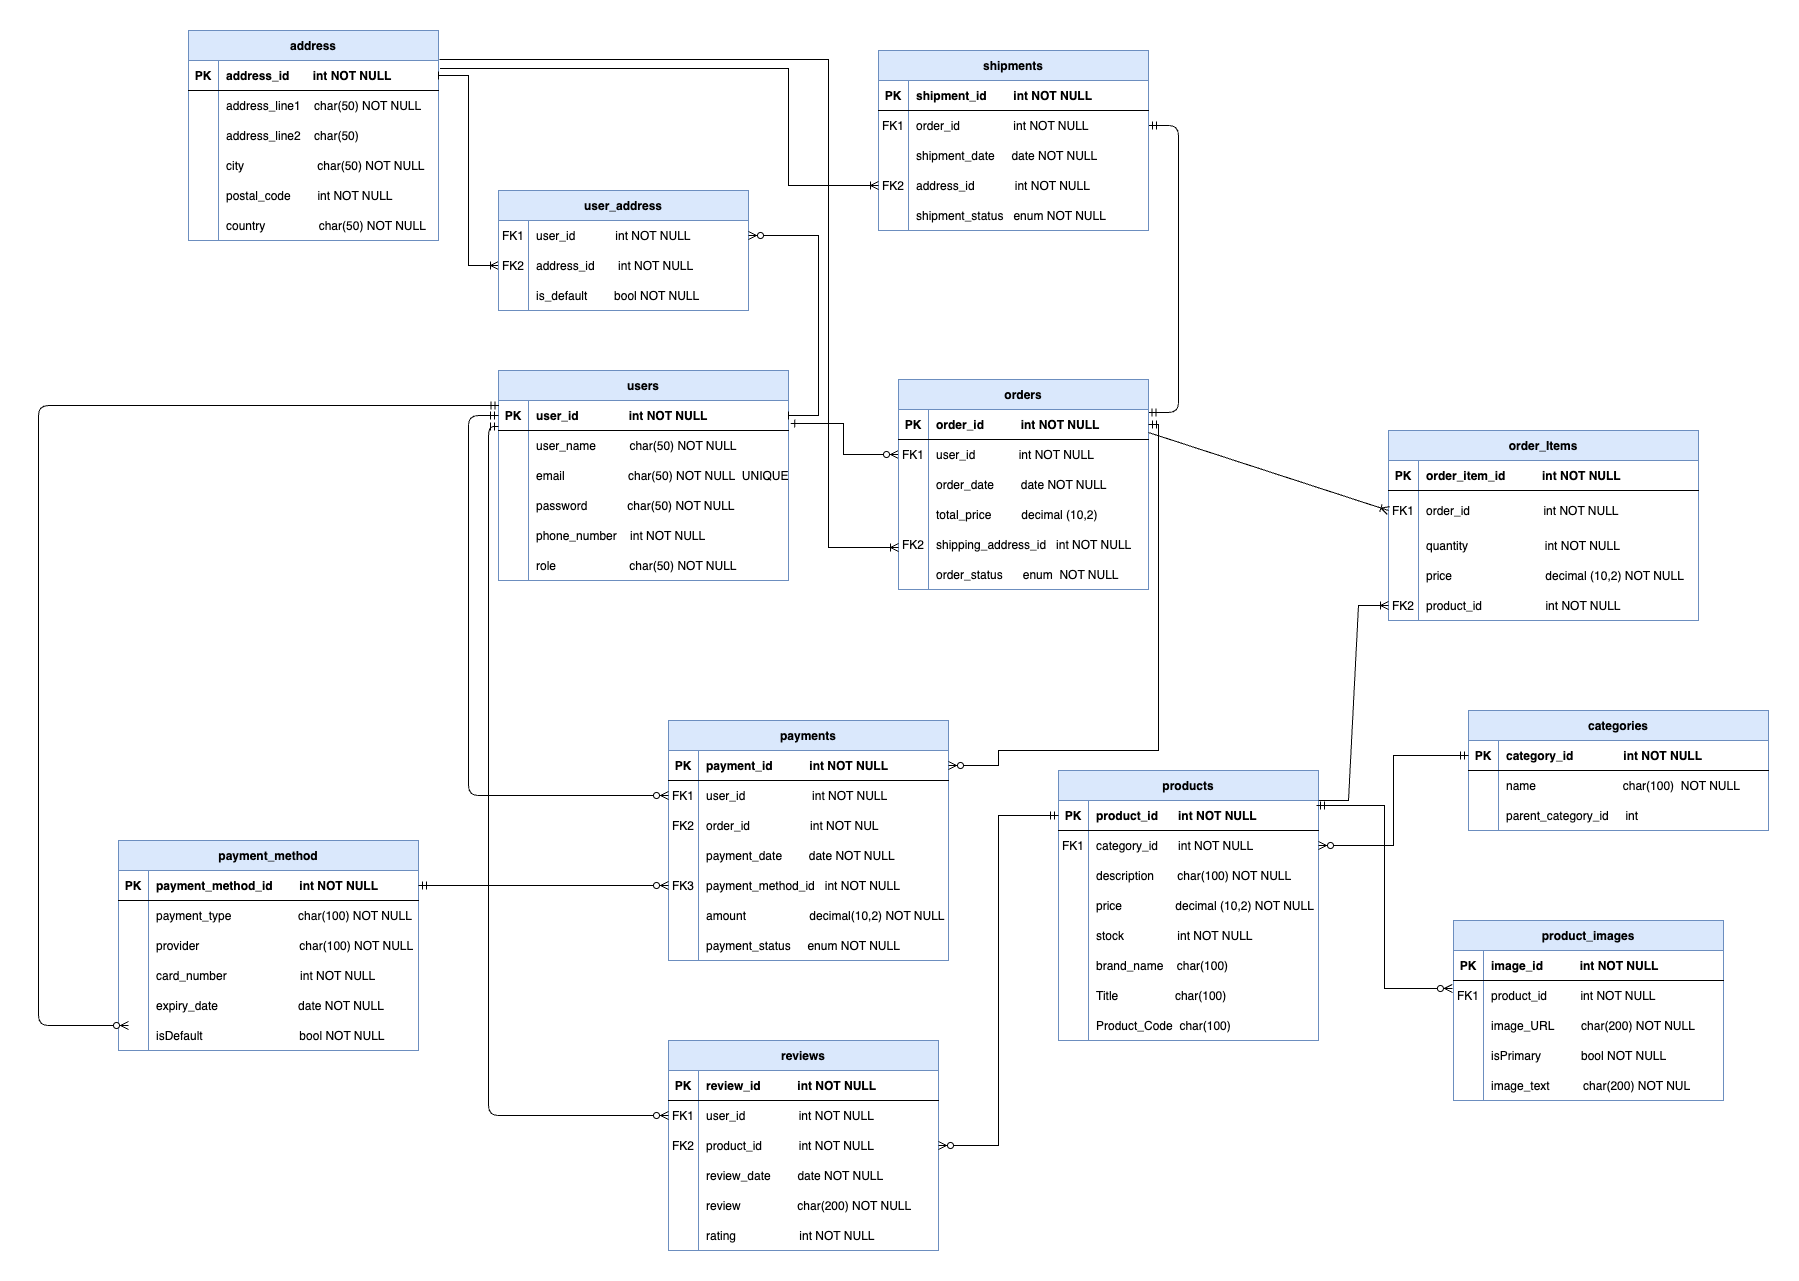 address
PK address_id int NOT NULL
address_line1 char(50) NOT NULL
address_line2 char(50)
city char(50) NOT NULL
postal_code int NOT NULL
country char(50) NOT NULL
shipments
PK shipment_id int NOT NULL
FK1 order_id int NOT NULL
shipment_date date NOT NULL
FK2 address_id int NOT NULL
shipment_status enum NOT NULL
user_address
FK1 user_id int NOT NULL
FK2 address_id int NOT NULL
is_default bool NOT NULL
users
PK user_id int NOT NULL
user_name char(50) NOT NULL
email char(50) NOT NULL UNIQUE
password char(50) NOT NULL
phone_number int NOT NULL
role char(50) NOT NULL
orders
PK order_id int NOT NULL
FK1 user_id int NOT NULL
order_date date NOT NULL
total_price decimal (10,2)
FK2 shipping_address_id int NOT NULL
order_status enum NOT NULL
order_Items
PK order_item_id int NOT NULL
FK1 order_id int NOT NULL
quantity int NOT NULL
price decimal (10,2) NOT NULL
FK2 product_id int NOT NULL
payments
PK payment_id int NOT NULL
FK1 user_id int NOT NULL
FK2 order_id int NOT NUL
payment_date date NOT NULL
FK3 payment_method_id int NOT NULL
amount decimal(10,2) NOT NULL
payment_status enum NOT NULL
categories
PK category_id int NOT NULL
name char(100) NOT NULL
parent_category_id int
products
PK product_id int NOT NULL
FK1 category_id int NOT NULL
description char(100) NOT NULL
price decimal (10,2) NOT NULL
stock int NOT NULL
brand_name char(100)
Title char(100)
Product_Code char(100)
payment_method
PK payment_method_id int NOT NULL
payment_type char(100) NOT NULL
provider char(100) NOT NULL
card_number int NOT NULL
expiry_date date NOT NULL
isDefault bool NOT NULL
product_images
PK image_id int NOT NULL
FK1 product_id int NOT NULL
image_URL char(200) NOT NULL
isPrimary bool NOT NULL
image_text char(200) NOT NUL
reviews
PK review_id int NOT NULL
FK1 user_id int NOT NULL
FK2 product_id int NOT NULL
review_date date NOT NULL
review char(200) NOT NULL
rating int NOT NULL